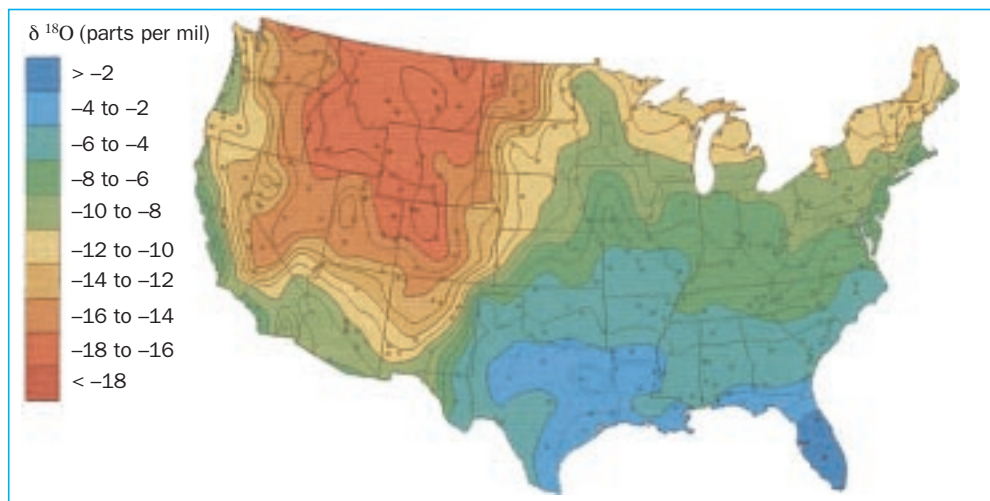 δ ¹⁸O (parts per mil)
> –2
–4 to –2
–6 to –4
–8 to –6
–10 to –8
–12 to –10
–14 to –12
–16 to –14
–18 to –16
< –18